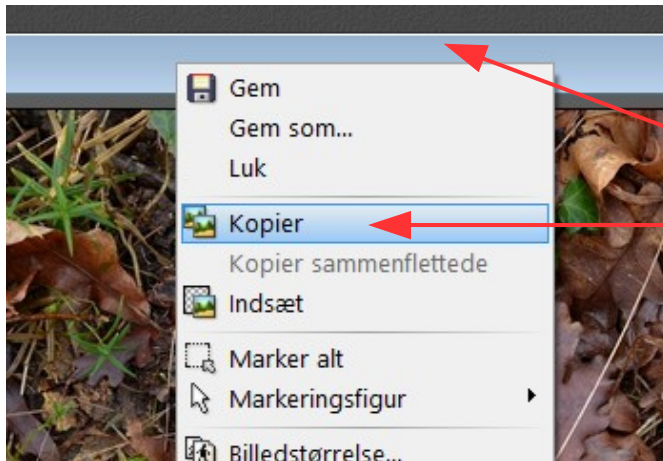 Gem
Gem som...
Luk
Kopier
Kopier sammenflettede
Indsæt
Marker alt
Markeringsfigur
Billedstørrelse...